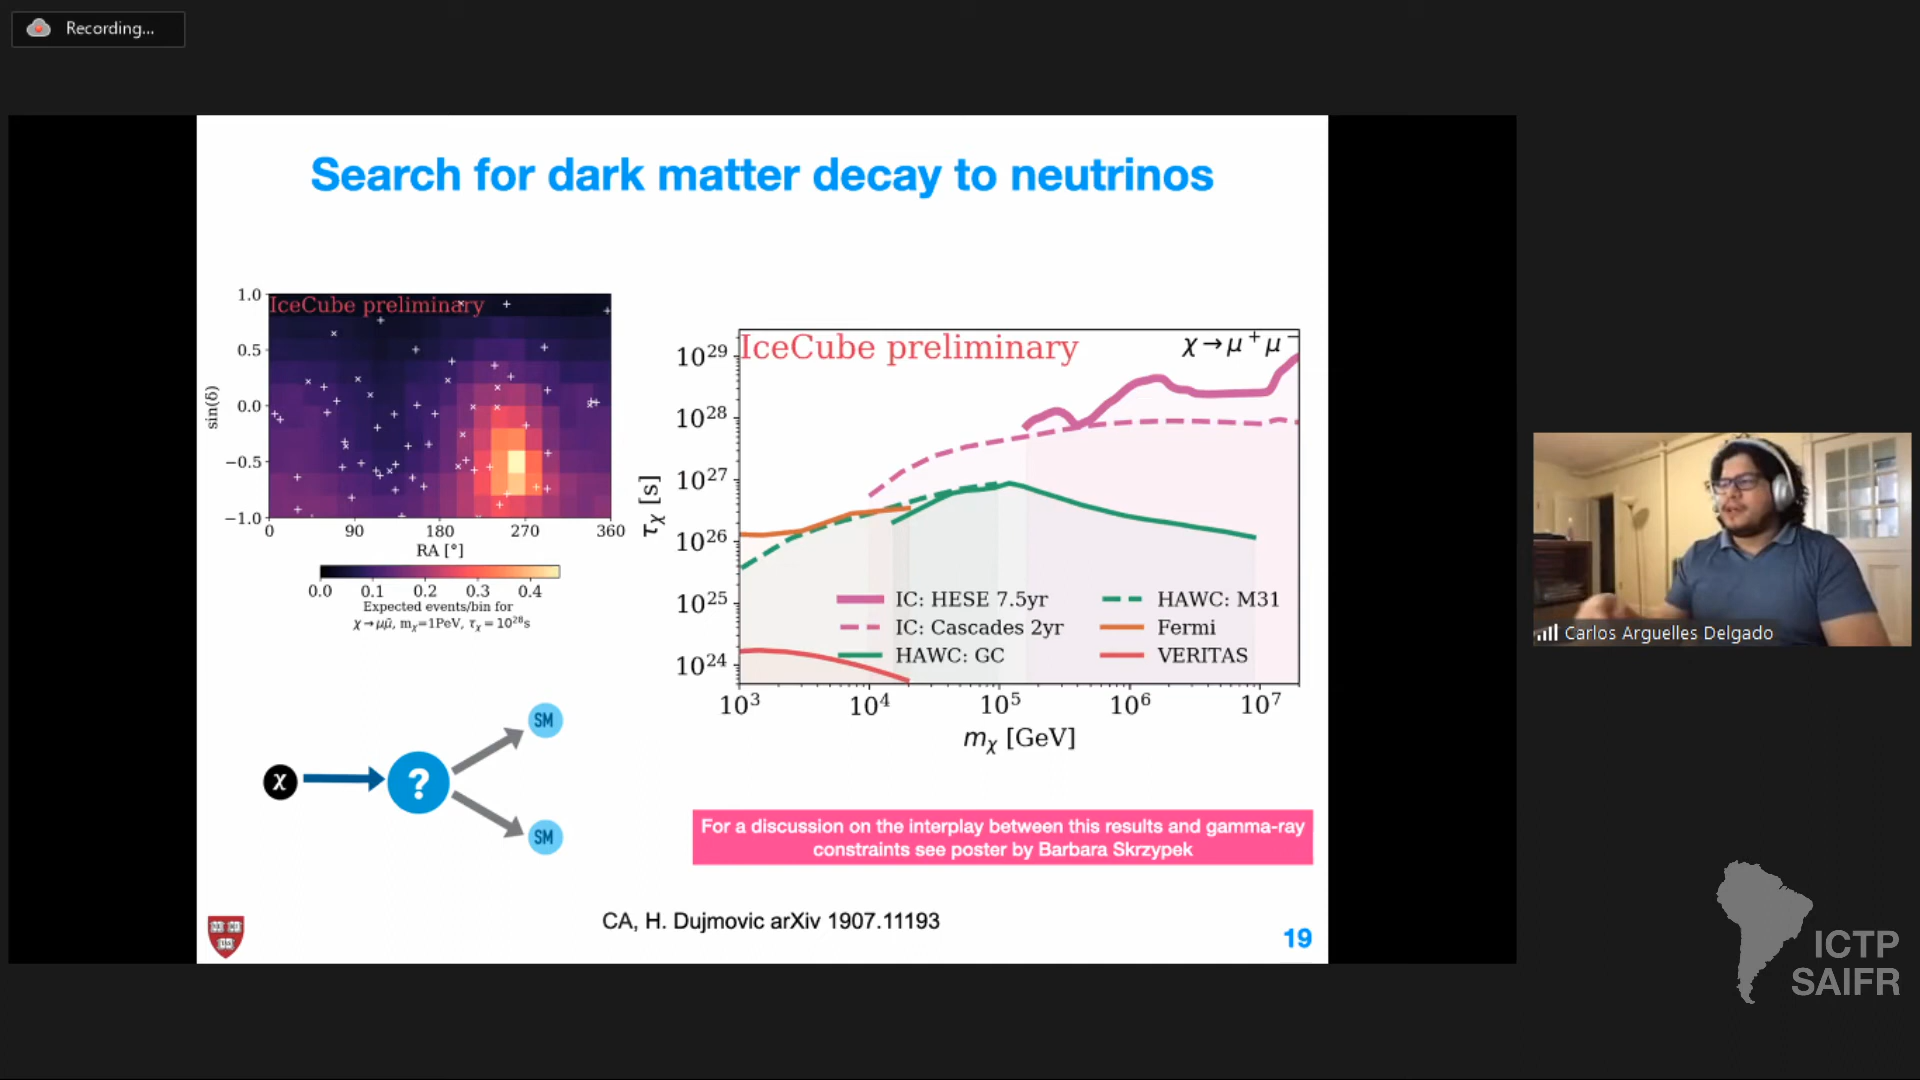 Recording...
Search for dark matter decay to neutrinos
IceCube preliminary
1.0
0.5
0.0
−0.5
−1.0
sin(δ)
0 90 180 270 360
RA [°]
0.0 0.1 0.2 0.3 0.4
Expected events/bin for
χ→μμ̄, mχ=1PeV, τχ = 10²⁸s
IceCube preliminary
χ→μ⁺μ⁻
10²⁹
10²⁸
10²⁷
10²⁶
10²⁵
10²⁴
τχ [s]
IC: HESE 7.5yr
IC: Cascades 2yr
HAWC: GC
HAWC: M31
Fermi
VERITAS
10³ 10⁴ 10⁵ 10⁶ 10⁷
mχ [GeV]
χ
?
SM
SM
For a discussion on the interplay between this results and gamma-ray
constraints see poster by Barbara Skrzypek
CA, H. Dujmovic arXiv 1907.11193
19
Carlos Arguelles Delgado
ICTP
SAIFR